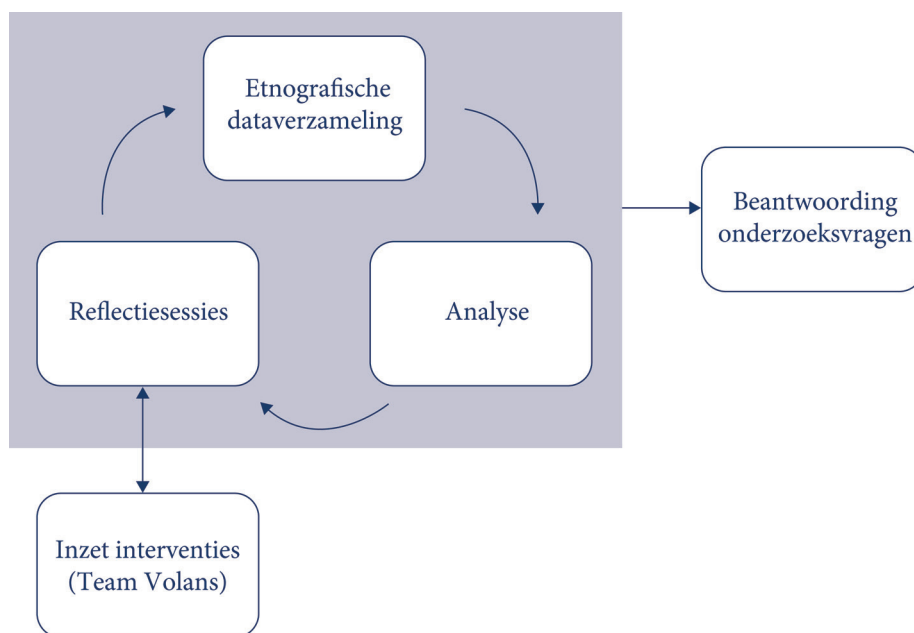 Etnografische
dataverzameling
Beantwoording
onderzoeksvragen
Reflectiesessies
Analyse
Inzet interventies
(Team Volans)